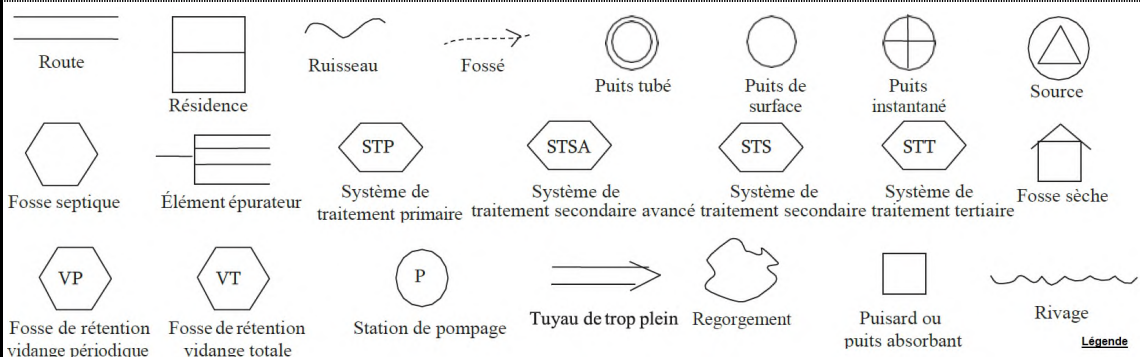 Route
Résidence
Ruisseau
Fossé
Puits tubé
Puits de
surface
Puits
instantané
Source
Fosse septique
Élément épurateur
STP
Système de
traitement primaire
STSA
Système de
traitement secondaire avancé
STS
Système de
traitement secondaire
STT
Système de
traitement tertiaire
Fosse sèche
VP
Fosse de rétention
vidange périodique
VT
Fosse de rétention
vidange totale
P
Station de pompage
Tuyau de trop plein
Regorgement
Puisard ou
puits absorbant
Rivage
Légende